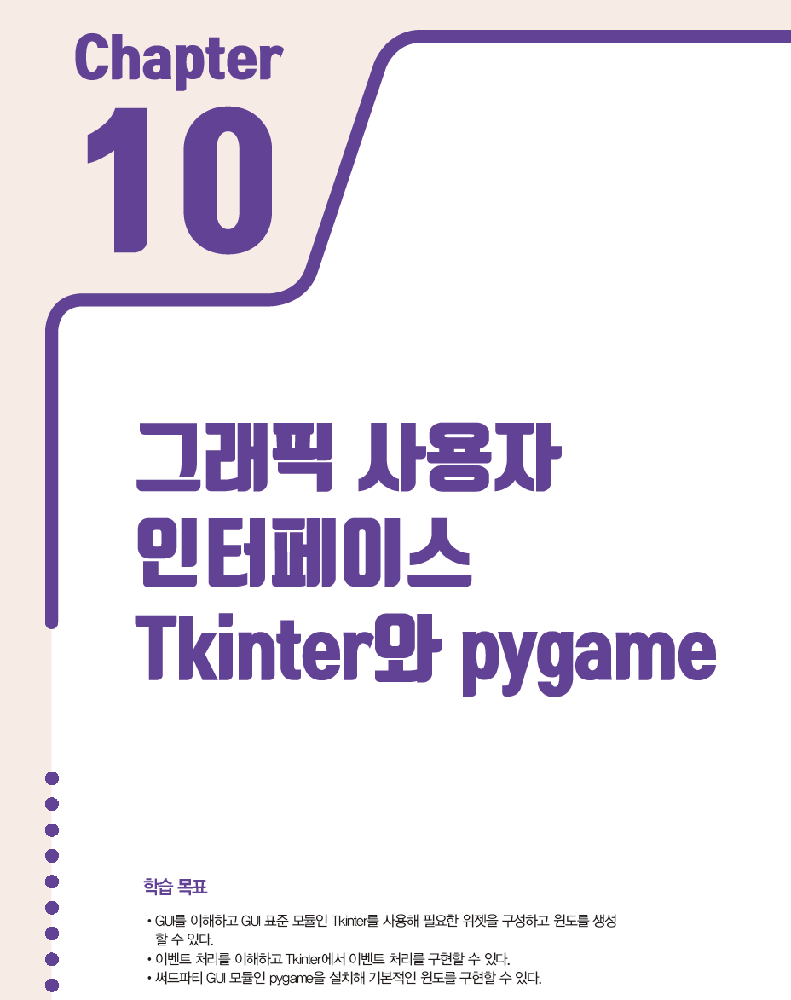 Chapter
10
그래픽 사용자
인터페이스
Tkinter와 pygame
학습 목표
• GUI를 이해하고 GUI 표준 모듈인 Tkinter를 사용해 필요한 위젯을 구성하고 윈도를 생성
할 수 있다.
• 이벤트 처리를 이해하고 Tkinter에서 이벤트 처리를 구현할 수 있다.
• 써드파티 GUI 모듈인 pygame을 설치해 기본적인 윈도를 구현할 수 있다.